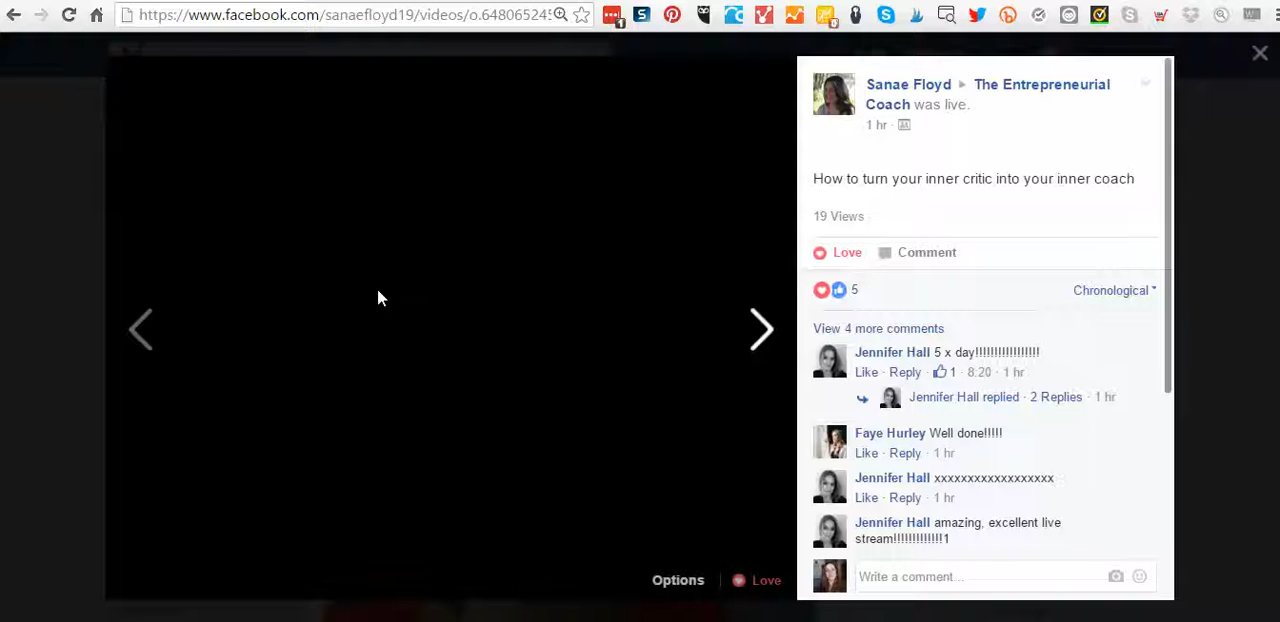 https://www.facebook.com/sanaefloyd19/videos/o.64806524
Sanae Floyd ▸ The Entrepreneurial
Coach was live.
1 hr ·
How to turn your inner critic into your inner coach
19 Views
Love Comment
5 Chronological
View 4 more comments
Jennifer Hall 5 x day!!!!!!!!!!!!!!!!!
Like · Reply · 1 · 8:20 · 1 hr
Jennifer Hall replied · 2 Replies · 1 hr
Faye Hurley Well done!!!!!
Like · Reply · 1 hr
Jennifer Hall xxxxxxxxxxxxxxxxxx
Like · Reply · 1 hr
Jennifer Hall amazing, excellent live
stream!!!!!!!!!!!!!1
Options Love
Write a comment...